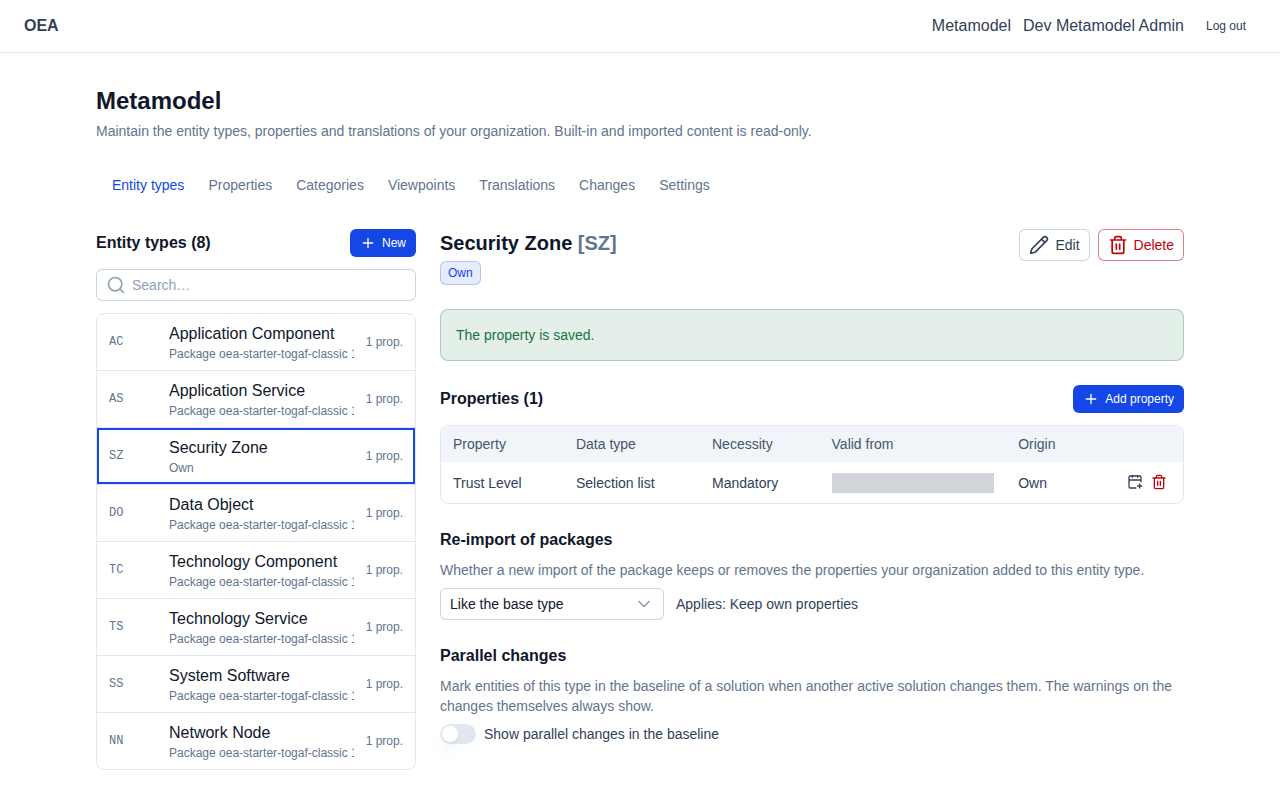 OEA
Metamodel Dev Metamodel Admin Log out
Metamodel
Maintain the entity types, properties and translations of your organization. Built-in and imported content is read-only.
Entity types Properties Categories Viewpoints Translations Changes Settings
Entity types (8)
New
Search…
AC Application Component 1 prop.
Package oea-starter-togaf-classic
AS Application Service 1 prop.
Package oea-starter-togaf-classic
SZ Security Zone 1 prop.
Own
DO Data Object 1 prop.
Package oea-starter-togaf-classic
TC Technology Component 1 prop.
Package oea-starter-togaf-classic
TS Technology Service 1 prop.
Package oea-starter-togaf-classic
SS System Software 1 prop.
Package oea-starter-togaf-classic
NN Network Node 1 prop.
Package oea-starter-togaf-classic
Security Zone [SZ]
Edit Delete
Own
The property is saved.
Properties (1)
Add property
Property Data type Necessity Valid from Origin
Trust Level Selection list Mandatory Own
Re-import of packages
Whether a new import of the package keeps or removes the properties your organization added to this entity type.
Like the base type Applies: Keep own properties
Parallel changes
Mark entities of this type in the baseline of a solution when another active solution changes them. The warnings on the
changes themselves always show.
Show parallel changes in the baseline